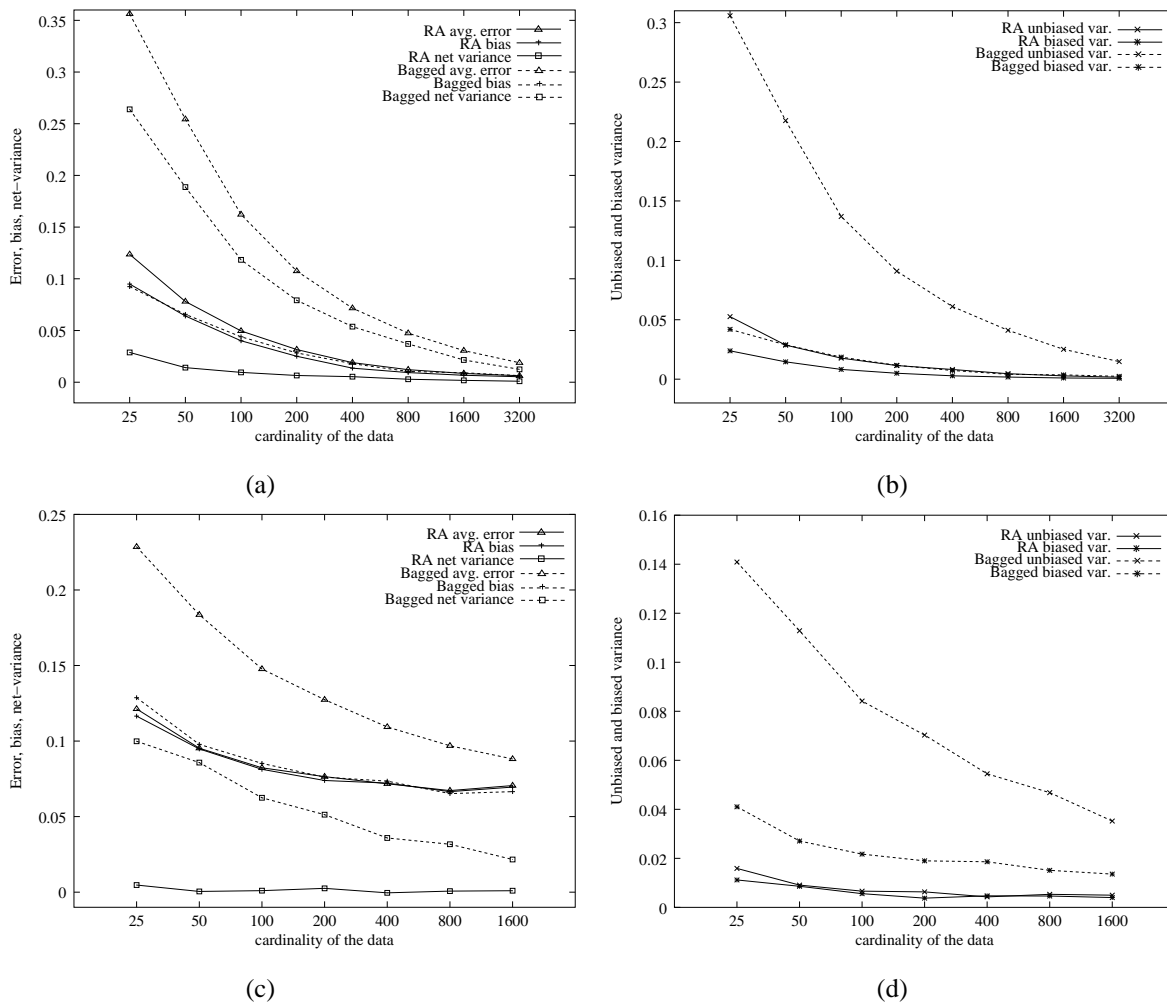 0.35
0.3
0.25
0.2
0.15
0.1
0.05
0
Error, bias, net-variance
RA avg. error
RA bias
RA net variance
Bagged avg. error
Bagged bias
Bagged net variance
25 50 100 200 400 800 1600 3200
cardinality of the data
(a)
0.3
0.25
0.2
0.15
0.1
0.05
0
Unbiased and biased variance
RA unbiased var.
RA biased var.
Bagged unbiased var.
Bagged biased var.
25 50 100 200 400 800 1600 3200
cardinality of the data
(b)
0.25
0.2
0.15
0.1
0.05
0
Error, bias, net-variance
RA avg. error
RA bias
RA net variance
Bagged avg. error
Bagged bias
Bagged net variance
25 50 100 200 400 800 1600
cardinality of the data
(c)
0.16
0.14
0.12
0.1
0.08
0.06
0.04
0.02
0
Unbiased and biased variance
RA unbiased var.
RA biased var.
Bagged unbiased var.
Bagged biased var.
25 50 100 200 400 800 1600
cardinality of the data
(d)